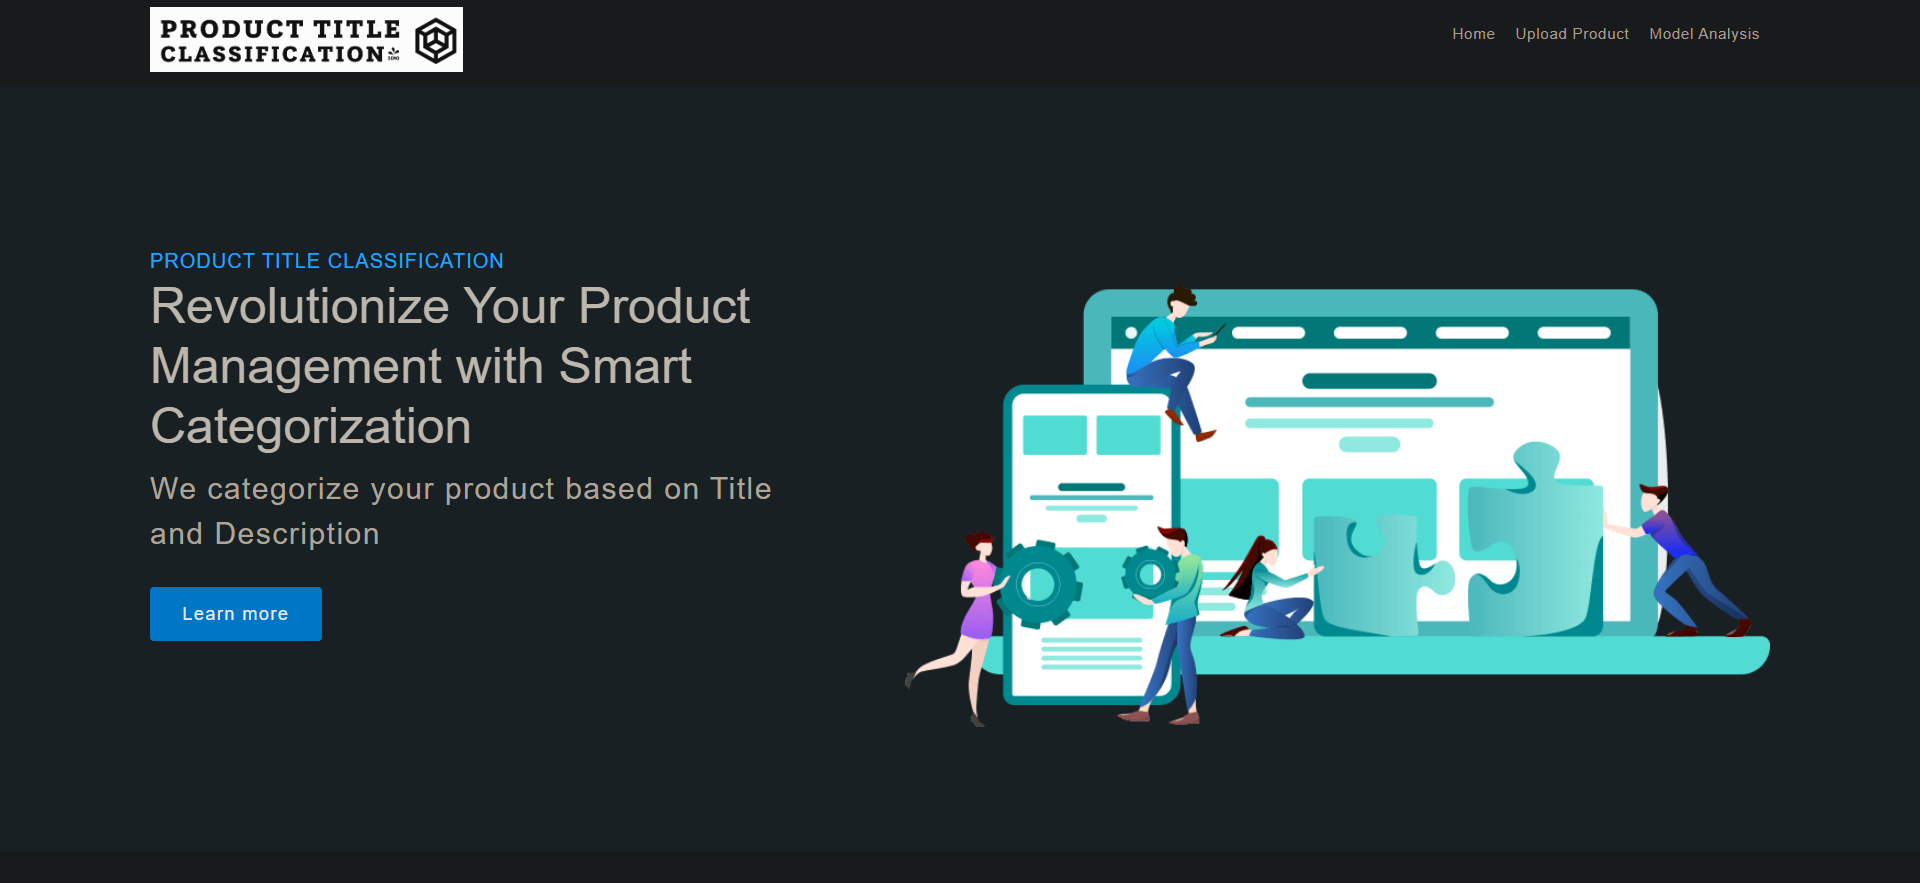 PRODUCT TITLE
CLASSIFICATION
Home Upload Product Model Analysis
PRODUCT TITLE CLASSIFICATION
Revolutionize Your Product
Management with Smart
Categorization
We categorize your product based on Title
and Description
Learn more